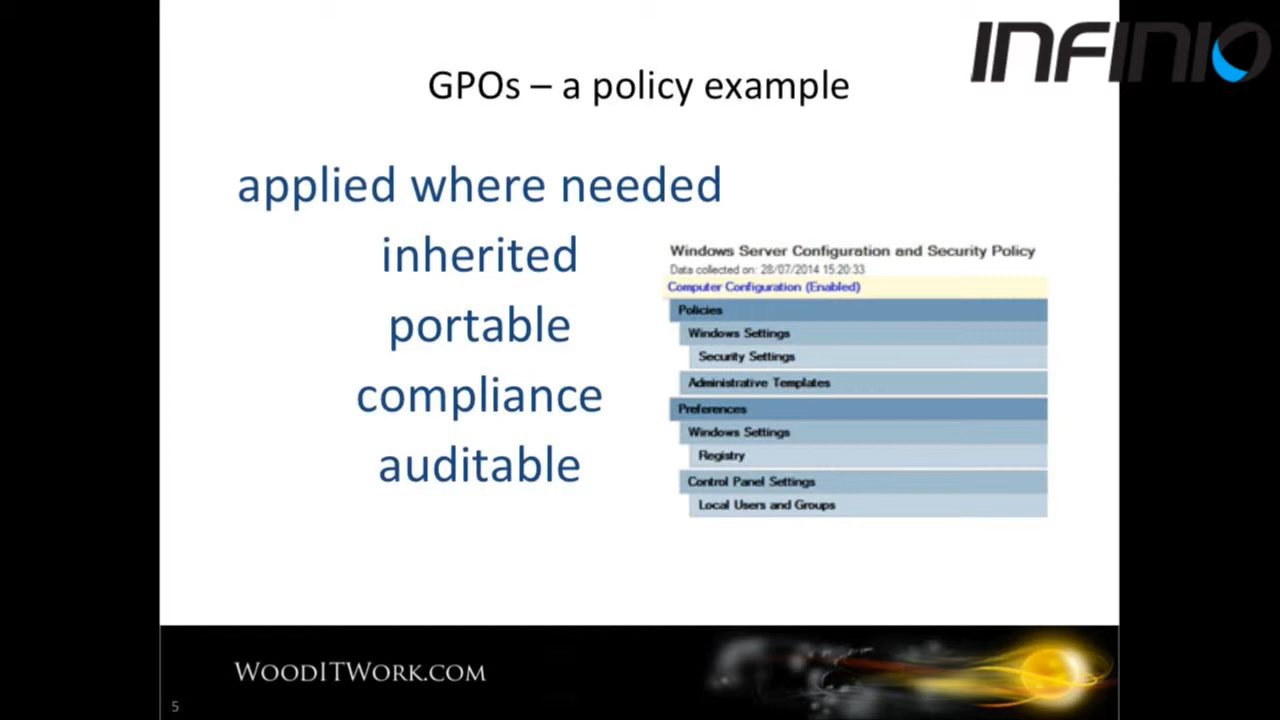 INFINIO
GPOs – a policy example
applied where needed
inherited
portable
compliance
auditable
Windows Server Configuration and Security Policy
Data collected on: 28/07/2014 15:20:33
Computer Configuration (Enabled)
Policies
Windows Settings
Security Settings
Administrative Templates
Preferences
Windows Settings
Registry
Control Panel Settings
Local Users and Groups
WoodITWork.com
5